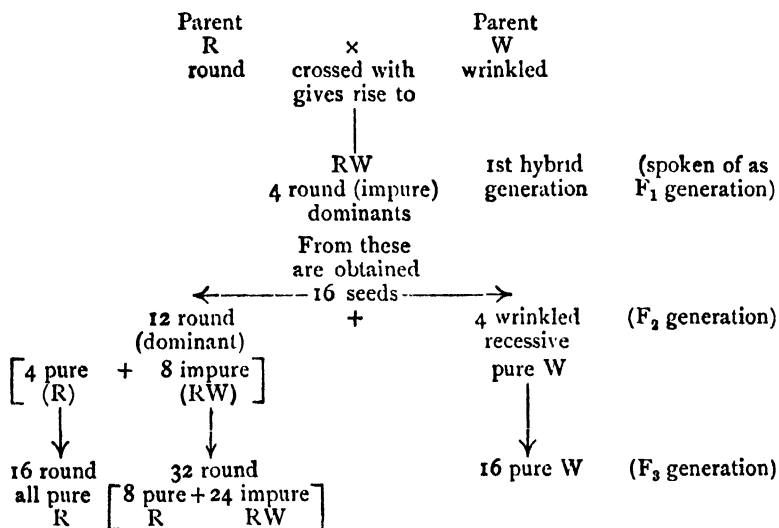 Parent Parent
R × W
round crossed with wrinkled
gives rise to
RW 1st hybrid (spoken of as
4 round (impure) generation F₁ generation)
dominants
From these
are obtained
16 seeds
12 round + 4 wrinkled (F₂ generation)
(dominant) recessive
[4 pure + 8 impure] pure W
(R) (RW)
16 round 32 round 16 pure W (F₃ generation)
all pure [8 pure + 24 impure]
R R RW